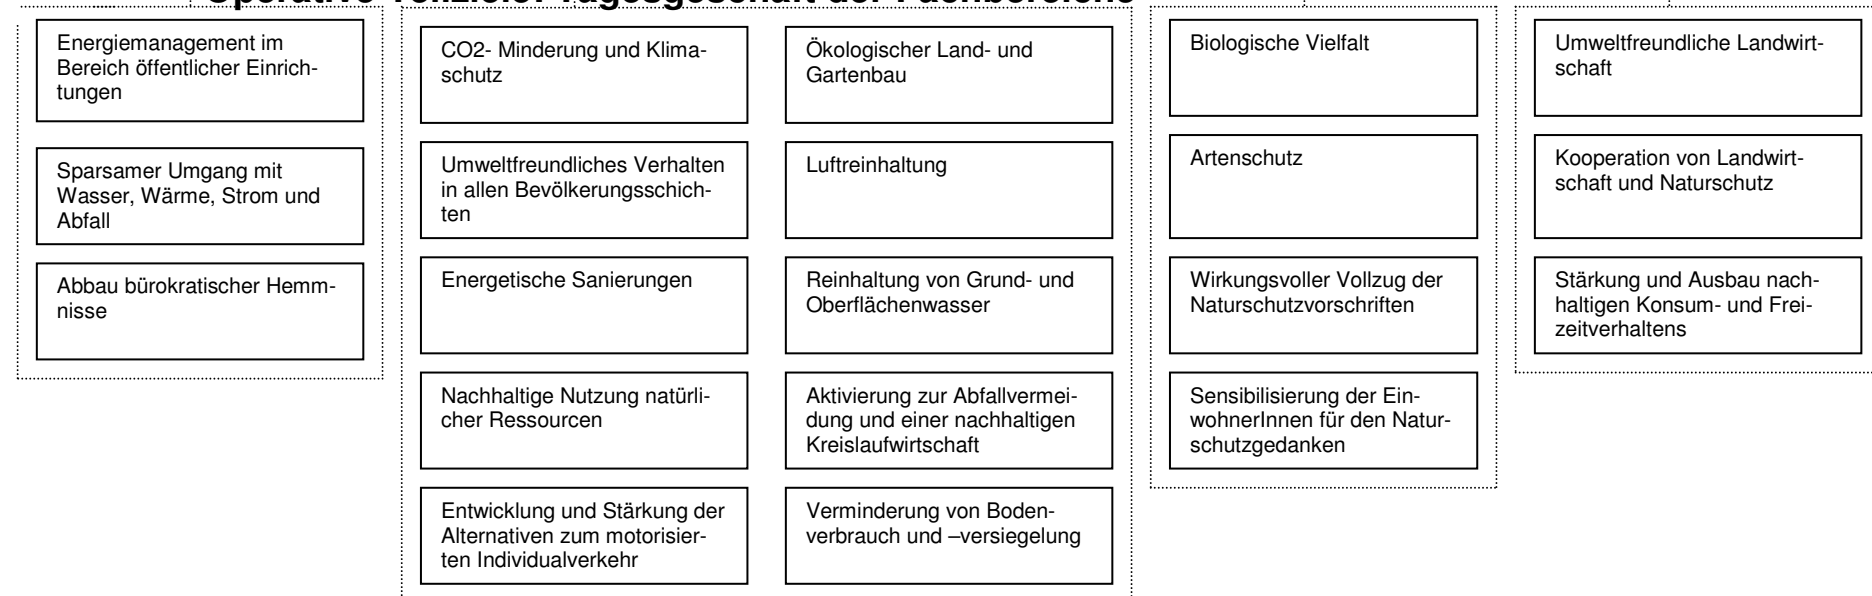 Operative Teilziele: Tagesgeschäft der Fachbereiche
Energiemanagement im
Bereich öffentlicher Einrich-
tungen
Sparsamer Umgang mit
Wasser, Wärme, Strom und
Abfall
Abbau bürokratischer Hemm-
nisse
CO2- Minderung und Klima-
schutz
Umweltfreundliches Verhalten
in allen Bevölkerungsschich-
ten
Energetische Sanierungen
Nachhaltige Nutzung natürli-
cher Ressourcen
Entwicklung und Stärkung der
Alternativen zum motorisier-
ten Individualverkehr
Ökologischer Land- und
Gartenbau
Luftreinhaltung
Reinhaltung von Grund- und
Oberflächenwasser
Aktivierung zur Abfallvermei-
dung und einer nachhaltigen
Kreislaufwirtschaft
Verminderung von Boden-
verbrauch und –versiegelung
Biologische Vielfalt
Artenschutz
Wirkungsvoller Vollzug der
Naturschutzvorschriften
Sensibilisierung der Ein-
wohnerInnen für den Natur-
schutzgedanken
Umweltfreundliche Landwirt-
schaft
Kooperation von Landwirt-
schaft und Naturschutz
Stärkung und Ausbau nach-
haltigen Konsum- und Frei-
zeitverhaltens